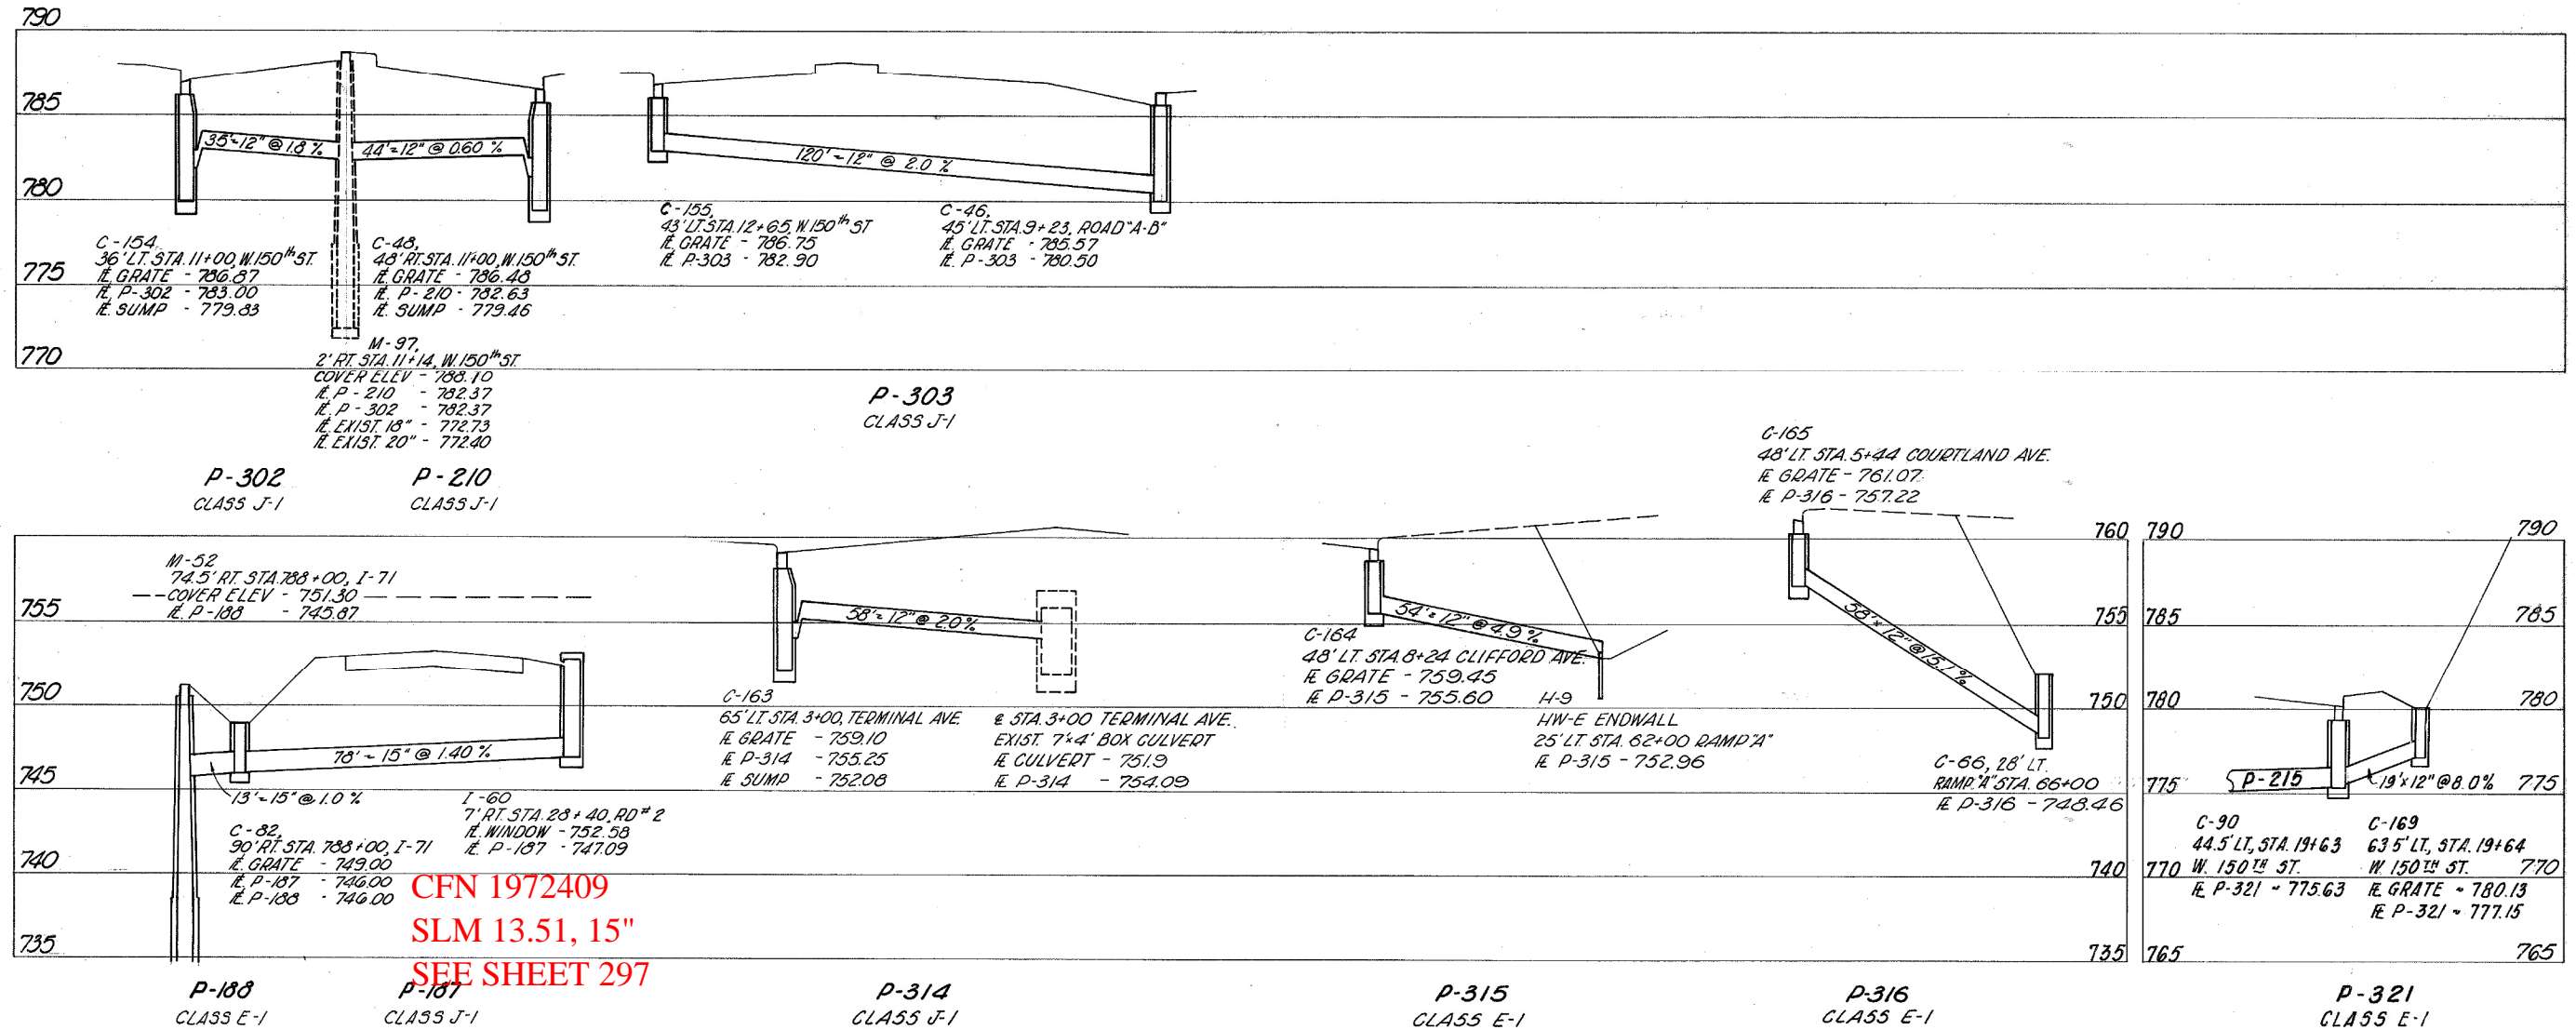 790
785
780
775
770
35'~12" @ 1.8 %
44'~12" @ 0.60 %
120' ~ 12" @ 2.0 %
C-154,
36' LT. STA. 11+00, W.150th ST.
GRATE - 786.87
P-302 - 783.00
SUMP - 779.83
C-48,
48' RT. STA. 11+00, W.150th ST.
GRATE - 786.48
P-210 - 782.63
SUMP - 779.46
M-97,
2' RT. STA. 11+14, W.150th ST.
COVER ELEV - 788.10
P-210 - 782.37
P-302 - 782.37
EXIST. 18" - 772.73
EXIST. 20" - 772.40
P-302
CLASS J-1
P-210
CLASS J-1
C-155,
43' LT. STA. 12+65, W.150th ST
GRATE - 786.75
P-303 - 782.90
C-46,
45' LT. STA. 9+23, ROAD "A-B"
GRATE - 785.57
P-303 - 780.50
P-303
CLASS J-1
755
750
745
740
735
M-52
74.5' RT. STA. 788+00, I-71
COVER ELEV - 751.30
P-188 - 745.87
78' ~ 15" @ 1.40 %
13'~15" @ 1.0 %
C-82,
90' RT. STA. 788+00, I-71
GRATE - 749.00
P-187 - 746.00
P-188 - 746.00
I-60
7' RT. STA. 28+40, RD #2
WINDOW - 752.58
P-187 - 747.09
CFN 1972409
SLM 13.51, 15"
SEE SHEET 297
P-188
CLASS E-1
P-187
CLASS J-1
58'~12" @ 2.0%
C-163
65' LT STA. 3+00, TERMINAL AVE.
GRATE - 759.10
P-314 - 755.25
SUMP - 752.08
STA. 3+00 TERMINAL AVE.
EXIST. 7'x4' BOX CULVERT
CULVERT - 751.9
P-314 - 754.09
P-314
CLASS J-1
54'~12" @ 4.9 %
C-164
48' LT. STA. 8+24 CLIFFORD AVE.
GRATE - 759.45
P-315 - 755.60
H-9
HW-E ENDWALL
25' LT. STA. 62+00 RAMP "A"
P-315 - 752.96
P-315
CLASS E-1
C-165
48' LT. STA. 5+44 COURTLAND AVE.
GRATE - 761.07
P-316 - 757.22
58'x12" @ 15.1 %
C-66, 28' LT.
RAMP "A" STA. 66+00
P-316 - 748.46
P-316
CLASS E-1
760
755
750
740
735
790 790
785 785
780 780
775 775
770 770
765 765
P-215
19'x12" @ 8.0%
C-90
44.5' LT., STA. 19+63
W. 150TH ST.
P-321 ~ 775.63
C-169
63.5' LT., STA. 19+64
W. 150TH ST.
GRATE ~ 780.13
P-321 ~ 777.15
P-321
CLASS E-1